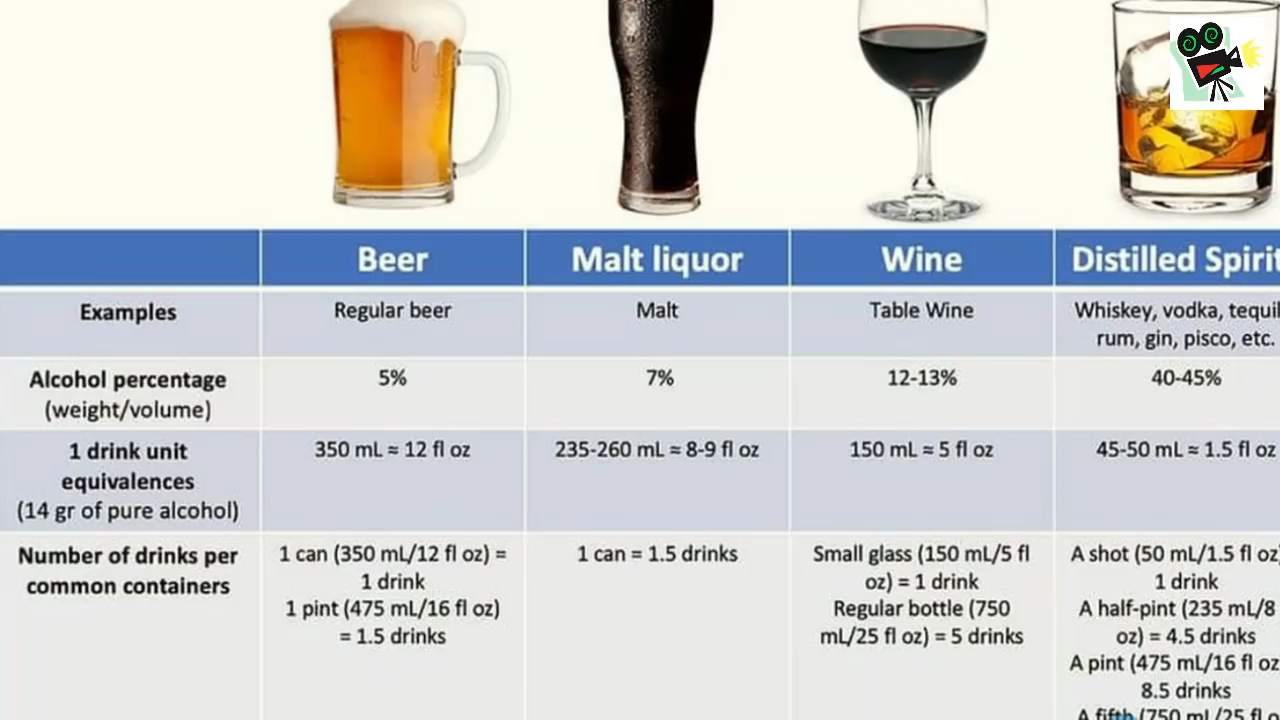 Beer Malt liquor Wine Distilled
Examples Regular beer Malt Table Wine Whiskey, vodka,
rum, gin, pisco, etc.
Alcohol percentage 5% 7% 12-13% 40-45%
(weight/volume)
1 drink unit 350 mL ≈ 12 fl oz 235-260 mL ≈ 8-9 fl oz 150 mL ≈ 5 fl oz 45-50 mL ≈ 1.5 fl oz
equivalences
(14 gr of pure alcohol)
Number of drinks per 1 can (350 mL/12 fl oz) = 1 can = 1.5 drinks Small glass (150 mL/5 fl A shot (50 mL/1.5 fl oz)
common containers 1 drink oz) = 1 drink 1 drink
1 pint (475 mL/16 fl oz) Regular bottle (750 A half-pint (235 mL/8
= 1.5 drinks mL/25 fl oz) = 5 drinks oz) = 4.5 drinks
A pint (475 mL/16 fl oz
8.5 drinks
A fifth (750 mL/25 fl